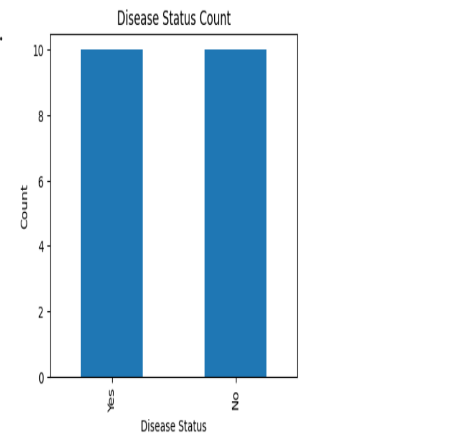 Disease Status Count
10
8
6
4
2
0
Count
Yes
No
Disease Status